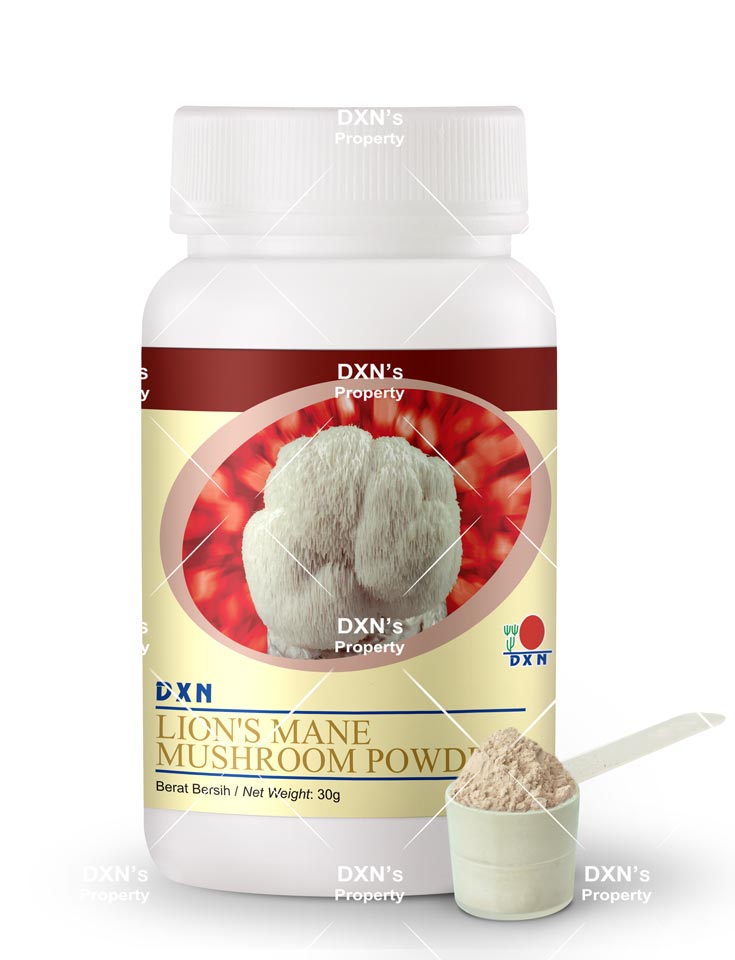 DXN's
Property
DXN's
Property
DXN's
Property
DXN
DXN
LION'S MANE
MUSHROOM
Berat Bersih / Net Weight: 30g
DXN's
Property
DXN's
Property
DXN's
Property